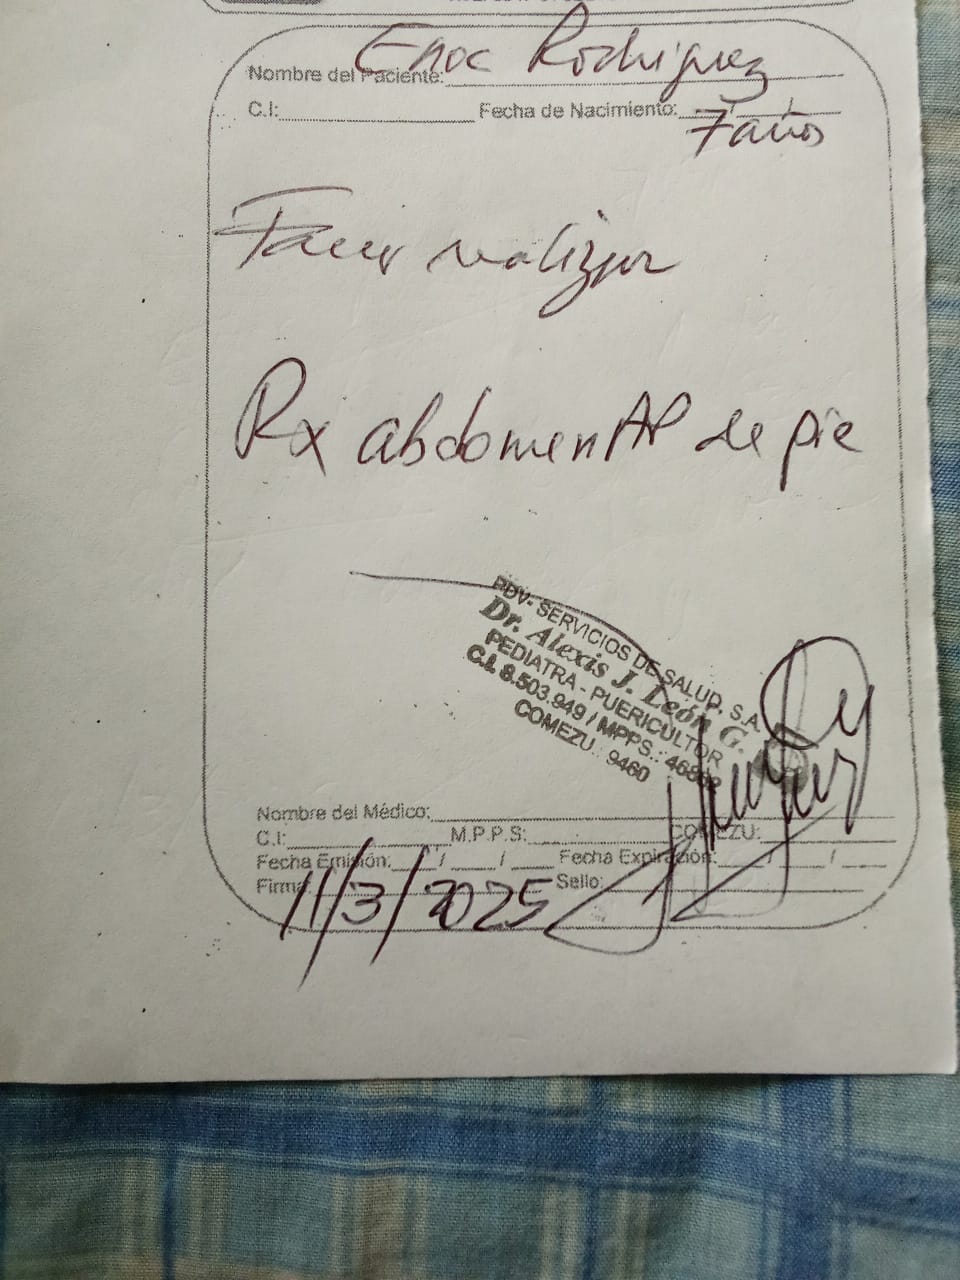 Enoc Rodriguez
Nombre del Paciente:
C.I: Fecha de Nacimiento: / /
7 años
Favor realizar
Rx abdomen AP de pie
PDV- SERVICIOS DE SALUD, S.A.
Dr. Alexis J. León G.
PEDIATRA - PUERICULTOR
C.I. 8.503.949 / MPPS.:
COMEZU.: 9460
Nombre del Médico:
C.I: M.P.P.S: COMEZU:
Fecha Emisión: / / Fecha Expiración: / /
Firma: Sello:
11/3/2025